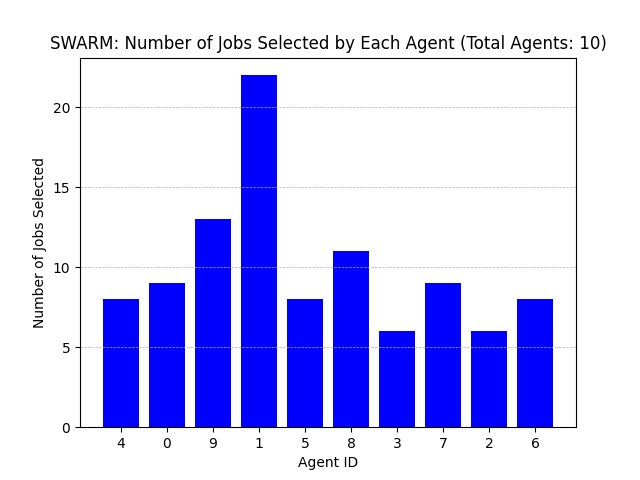 SWARM: Number of Jobs Selected by Each Agent (Total Agents: 10)
Number of Jobs Selected
20
15
10
5
0
4 0 9 1 5 8 3 7 2 6
Agent ID